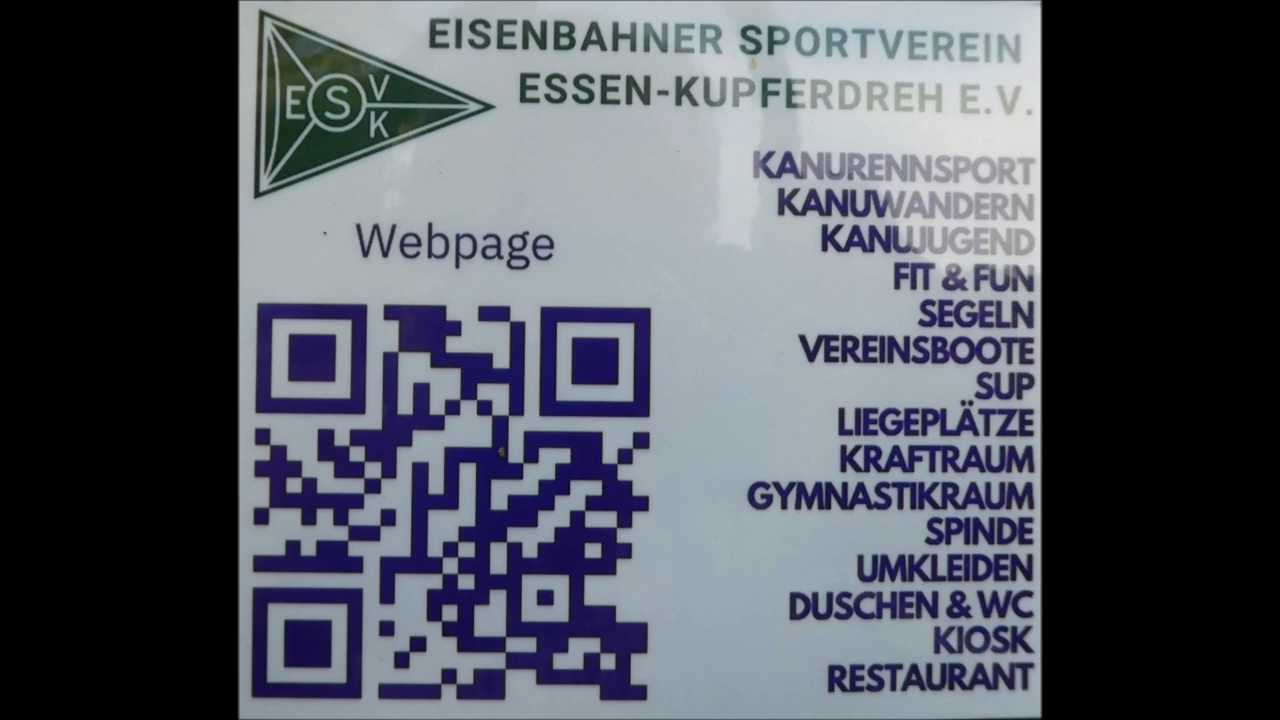 EISENBAHNER SPORTVEREIN
ESSEN-KUPFERDREH E.V.
E S V K
Webpage
KANURENNSPORT
KANUWANDERN
KANUJUGEND
FIT & FUN
SEGELN
VEREINSBOOTE
SUP
LIEGEPLÄTZE
KRAFTRAUM
GYMNASTIKRAUM
SPINDE
UMKLEIDEN
DUSCHEN & WC
KIOSK
RESTAURANT